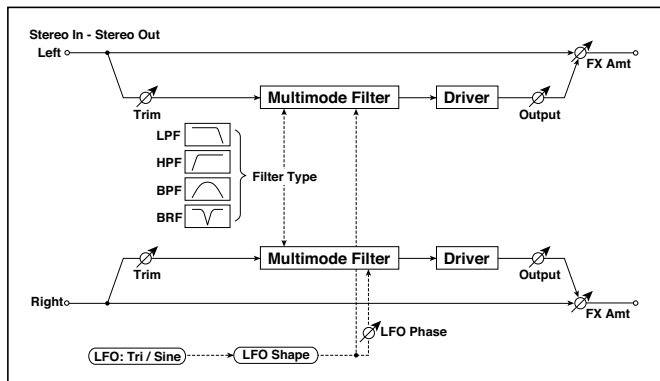 Stereo In - Stereo Out
Left
FX Amt
Trim
Multimode Filter
Driver
Output
LPF
HPF
BPF
BRF
Filter Type
Trim
Multimode Filter
Driver
Output
Right
FX Amt
LFO Phase
LFO: Tri / Sine
LFO Shape